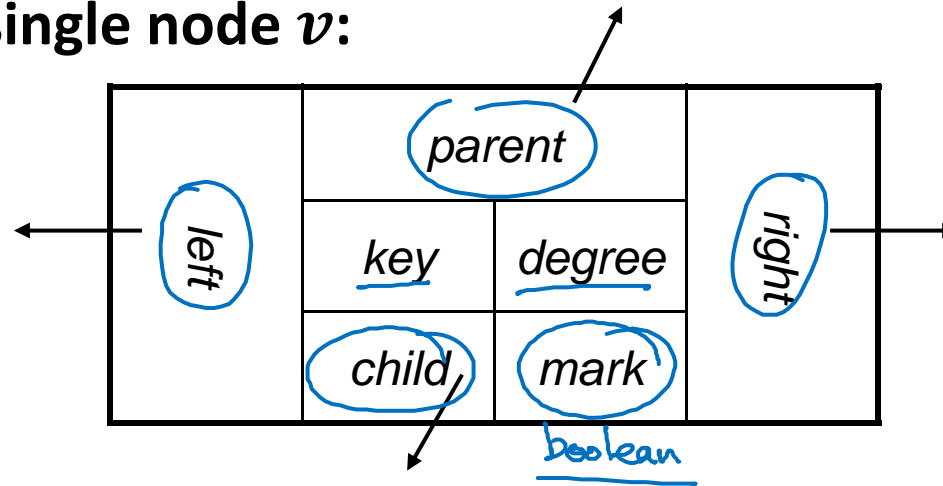 single node v:
parent
left
right
key degree
child mark
boolean